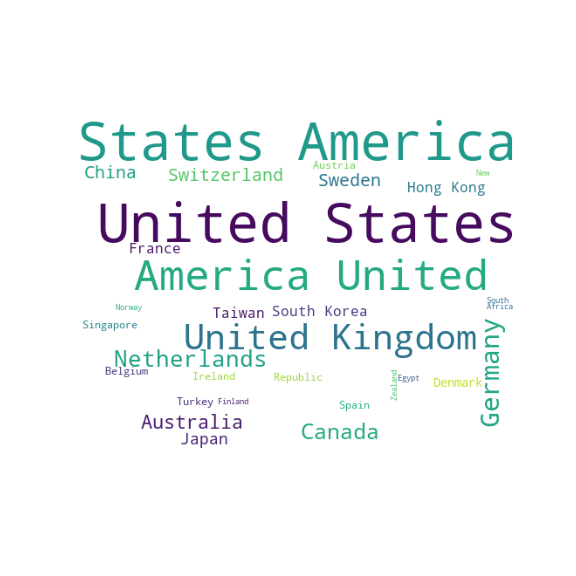 States America
China
Switzerland
Austria
Sweden
New
Hong Kong
United States
France
America United
South
Africa
Norway
Taiwan
South Korea
Singapore
United Kingdom
Germany
Netherlands
Belgium
Ireland
Republic
Zealand
Egypt
Denmark
Turkey
Finland
Spain
Australia
Canada
Japan